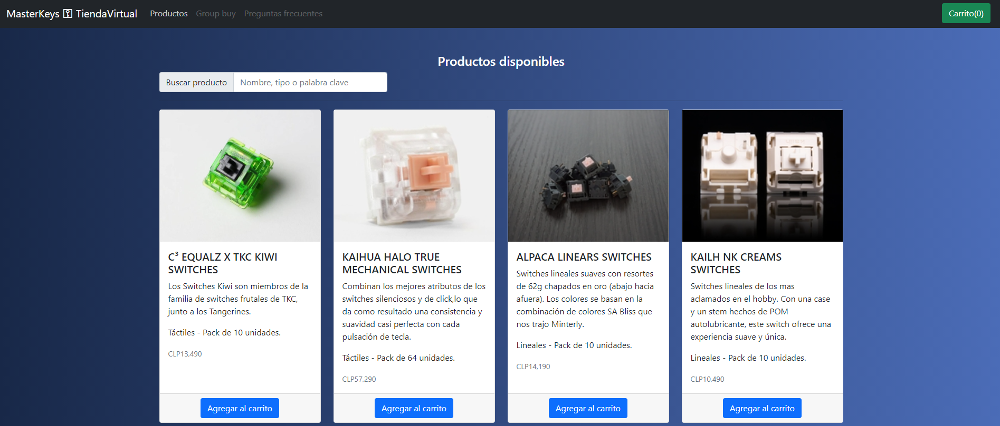 MasterKeys ⚿ TiendaVirtual Productos Group buy Preguntas frecuentes Carrito(0)
Productos disponibles
Buscar producto Nombre, tipo o palabra clave
C³ EQUALZ X TKC KIWI
SWITCHES
Los Switches Kiwi son miembros de la
familia de switches frutales de TKC,
junto a los Tangerines.
Táctiles - Pack de 10 unidades.
CLP13,490
Agregar al carrito
KAIHUA HALO TRUE
MECHANICAL SWITCHES
Combinan los mejores atributos de los
switches silenciosos y de click,lo que
da como resultado una consistencia y
suavidad casi perfecta con cada
pulsación de tecla.
Táctiles - Pack de 64 unidades.
CLP57,290
Agregar al carrito
ALPACA LINEARS SWITCHES
Switches lineales suaves con resortes
de 62g chapados en oro (abajo hacia
afuera). Los colores se basan en la
combinación de colores SA Bliss que
nos trajo Minterly.
Lineales - Pack de 10 unidades.
CLP14,190
Agregar al carrito
KAILH NK CREAMS
SWITCHES
Switches lineales de los mas
aclamados en el hobby. Con una case
y un stem hechos de POM
autolubricante, este switch ofrece una
experiencia suave y única.
Lineales - Pack de 10 unidades.
CLP10,490
Agregar al carrito